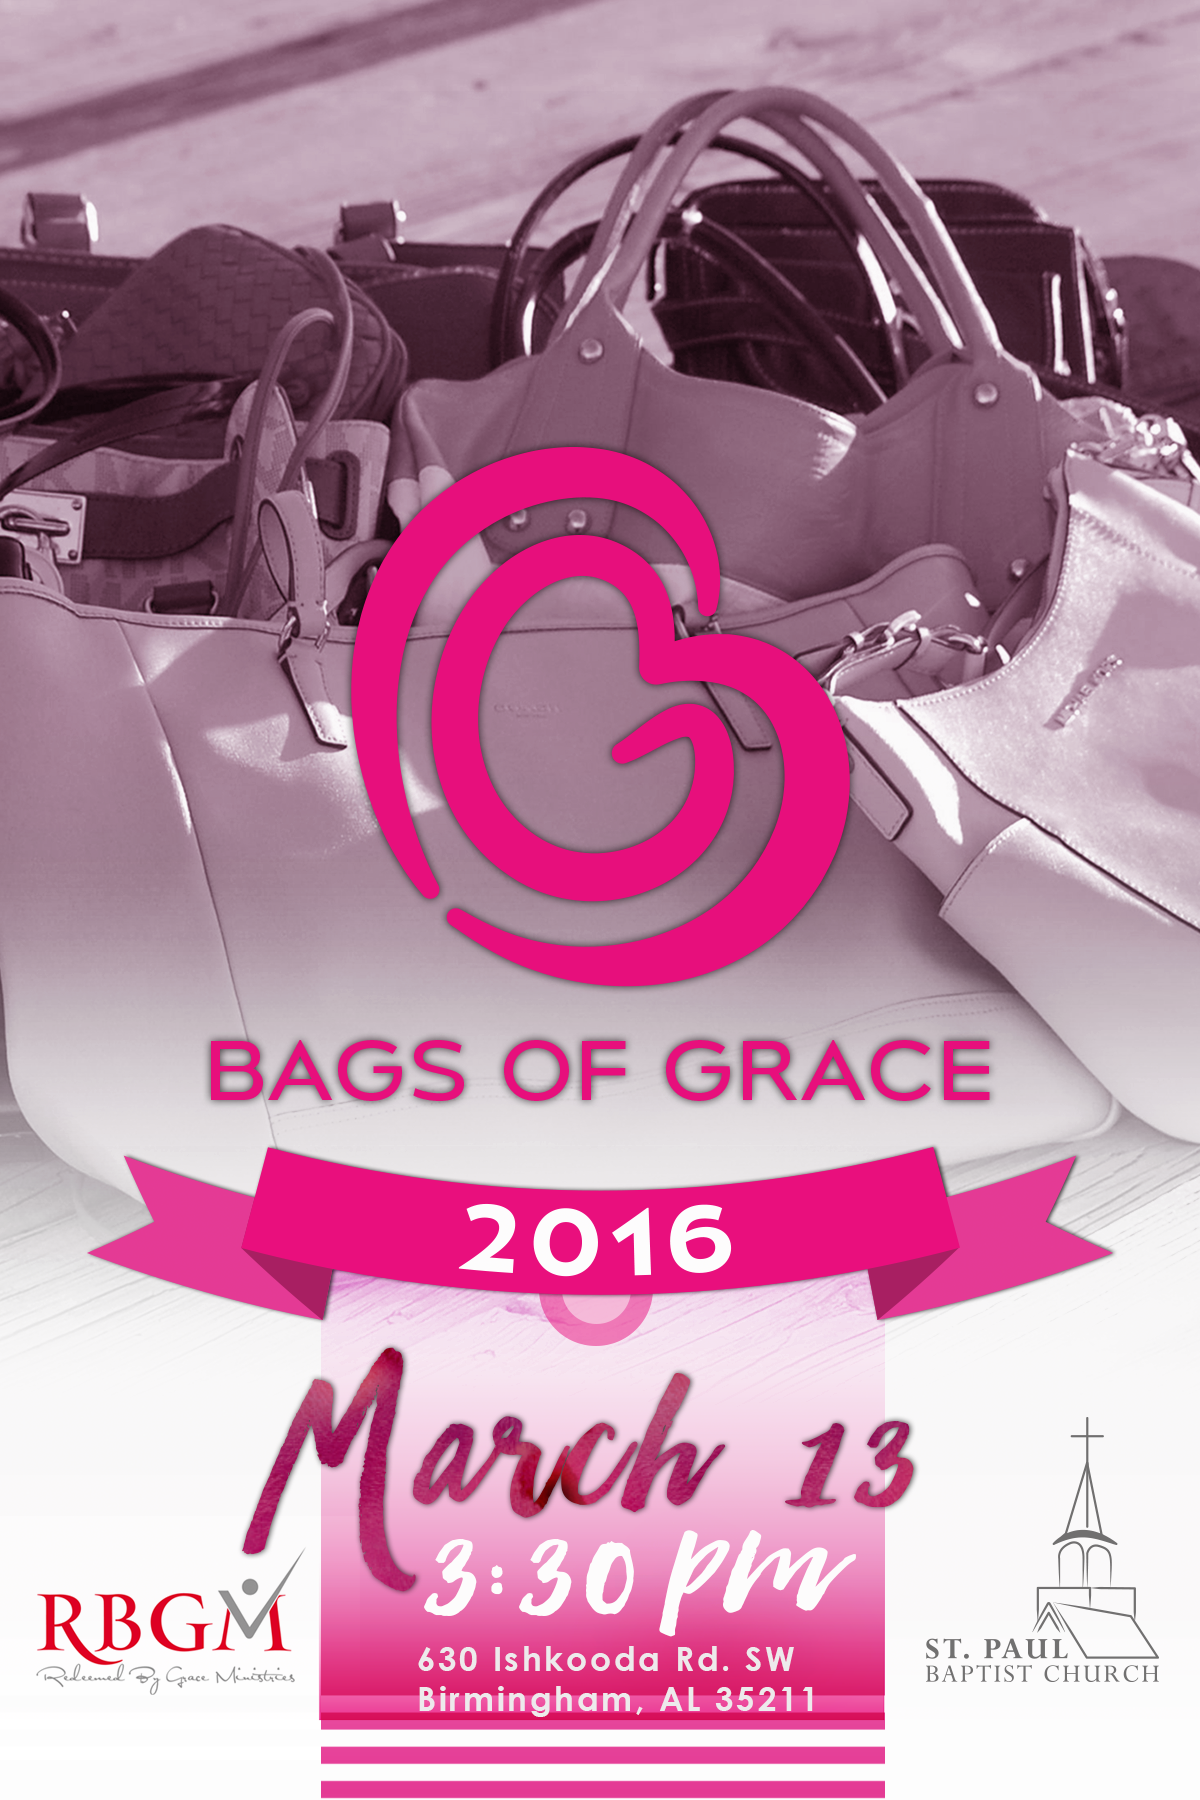 BAGS OF GRACE
2016
March 13
3:30 pm
630 Ishkooda Rd. SW
Birmingham, AL 35211
RBGM
Redeemed By Grace Ministries
ST. PAUL
BAPTIST CHURCH